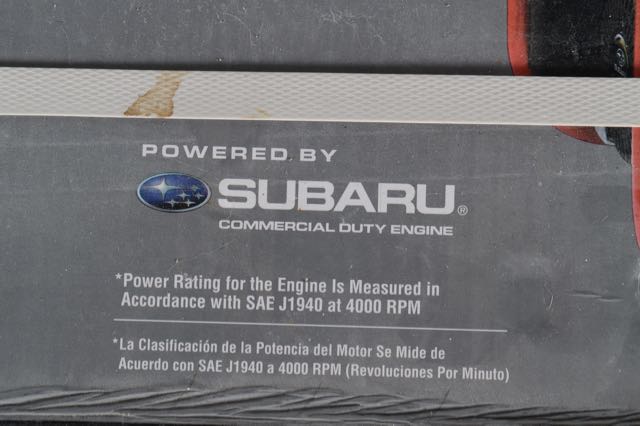 POWERED BY
SUBARU®
COMMERCIAL DUTY ENGINE
*Power Rating for the Engine Is Measured in
Accordance with SAE J1940 at 4000 RPM
*La Clasificación de la Potencia del Motor Se Mide de
Acuerdo con SAE J1940 a 4000 RPM (Revoluciones Por Minuto)